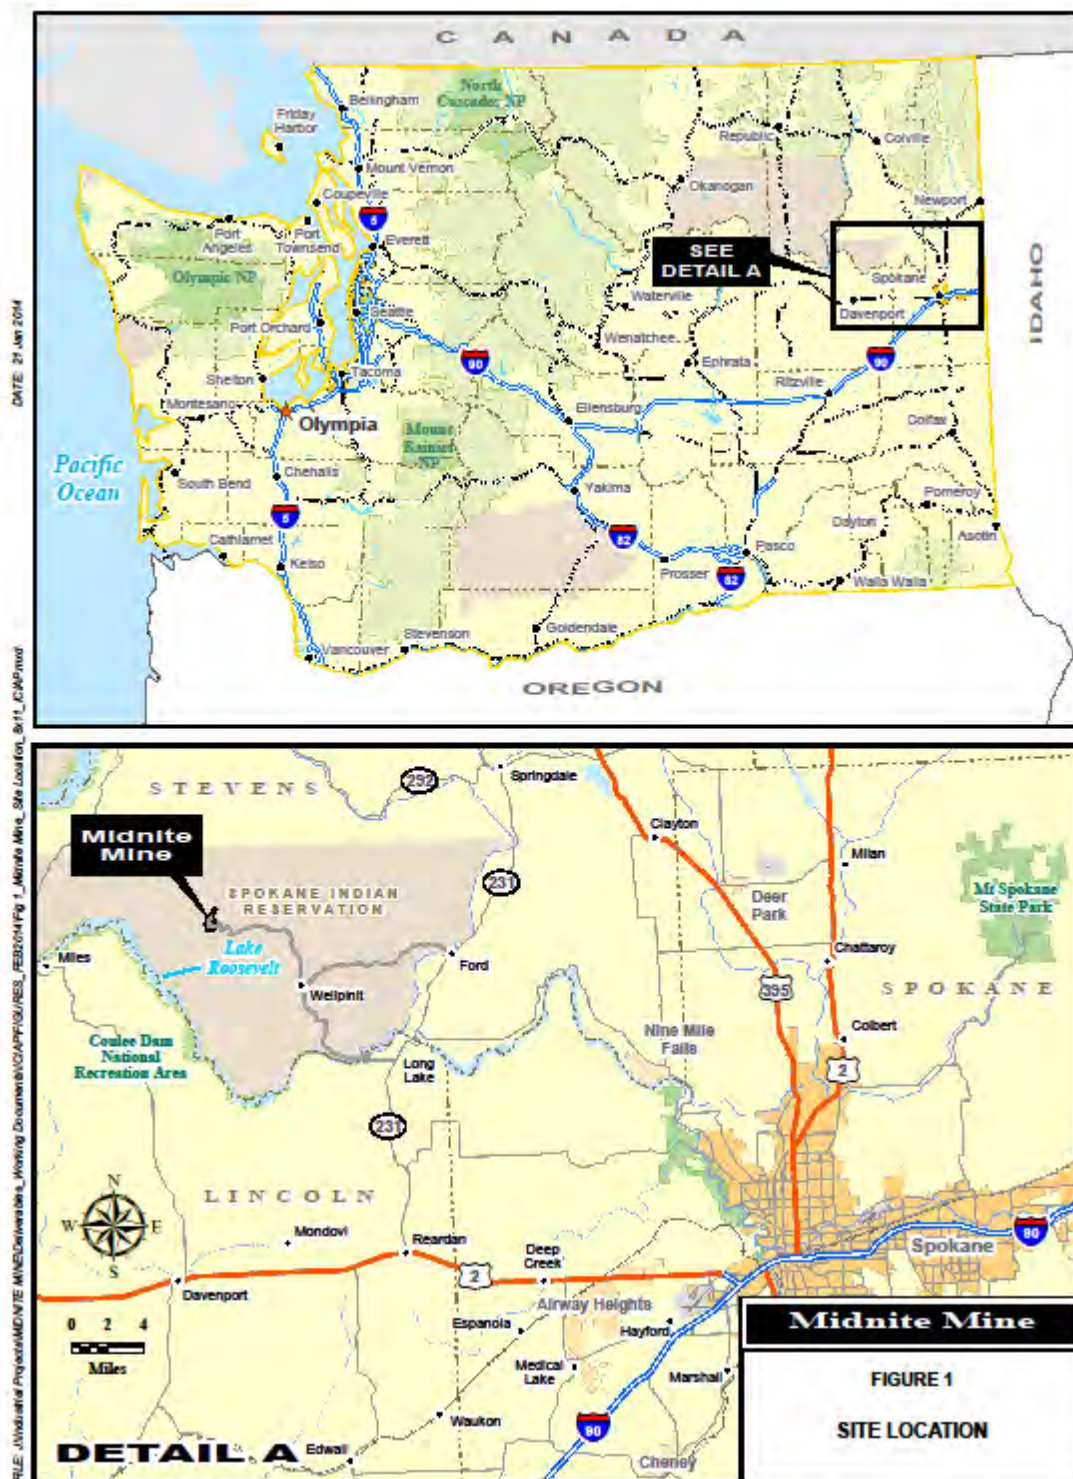 CANADA
North
Cascades NP
Bellingham
Friday
Harbor
Republic
Colville
Mount Vernon
Okanogan
Coupeville
Newport
5
Port
Angeles
Port
Townsend
Everett
SEE
DETAIL A
IDAHO
Olympic NP
Spokane
Waterville
Seattle
Davenport
Port Orchard
Wenatchee
Ephrata
90
90
Shelton
Tacoma
Ritzville
Montesano
Ellensburg
Olympia
Mount
Rainier
NP
Colfax
Pacific
Ocean
Chehalis
South Bend
Yakima
Pomeroy
5
Dayton
82
Asotin
Cathlamet
Kelso
Pasco
Prosser
82
Walla Walla
Goldendale
Stevenson
Vancouver
OREGON
DATE: 21 Jan 2014
Springdale
STEVENS
292
Midnite
Mine
Clayton
Milan
231
SPOKANE INDIAN
RESERVATION
Deer
Park
Mt Spokane
State Park
Lake
Roosevelt
Miles
Ford
Chattaroy
Wellpinit
395
SPOKANE
Coulee Dam
National
Recreation Area
Nine Mile
Falls
Colbert
Long
Lake
2
231
N
W E
S
LINCOLN
Mondovi
Reardan
Deep
Creek
90
Spokane
2
Davenport
Airway Heights
0 2 4
Miles
Espanola
Hayford
Midnite Mine
Medical
Lake
Marshall
FIGURE 1
Waukon
90
SITE LOCATION
DETAIL A
Edwall
Cheney